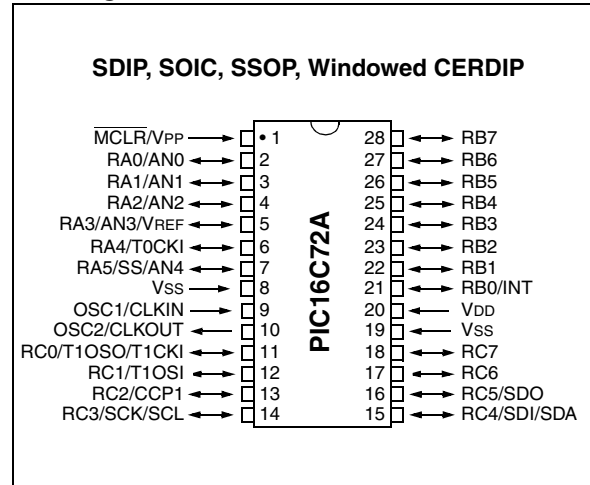 SDIP, SOIC, SSOP, Windowed CERDIP
MCLR/VPP 1 28 RB7
RA0/AN0 2 27 RB6
RA1/AN1 3 26 RB5
RA2/AN2 4 25 RB4
RA3/AN3/VREF 5 24 RB3
RA4/T0CKI 6 23 RB2
RA5/SS/AN4 7 22 RB1
VSS 8 21 RB0/INT
OSC1/CLKIN 9 20 VDD
OSC2/CLKOUT 10 19 VSS
RC0/T1OSO/T1CKI 11 18 RC7
RC1/T1OSI 12 17 RC6
RC2/CCP1 13 16 RC5/SDO
RC3/SCK/SCL 14 15 RC4/SDI/SDA
PIC16C72A